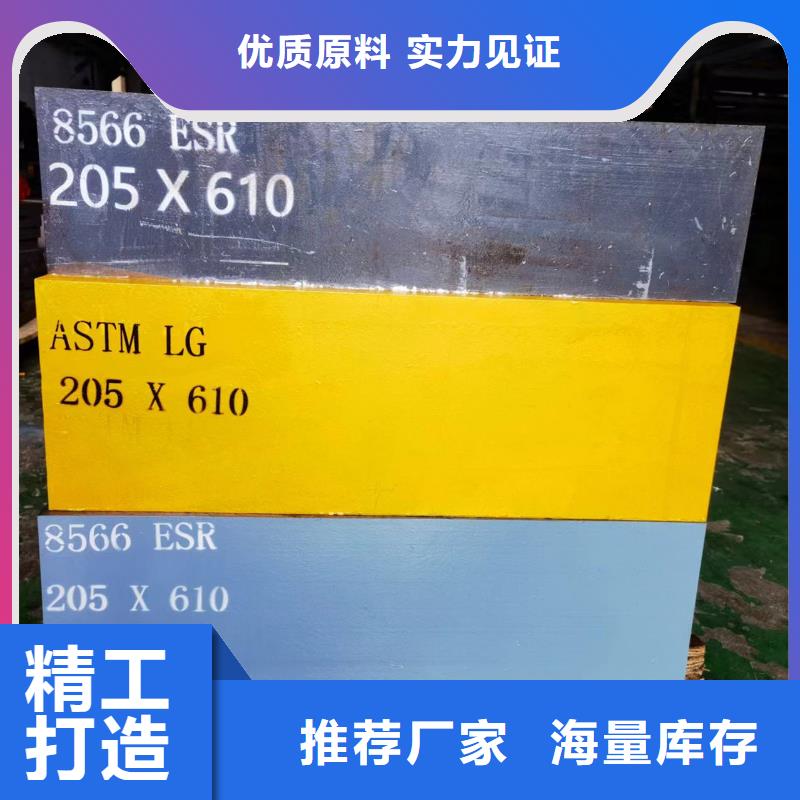 优质原料 实力见证
8566 ESR
205 X 610
ASTM LG
205 X 610
8566 ESR
205 X 610
精工
打造
推荐厂家 海量库存